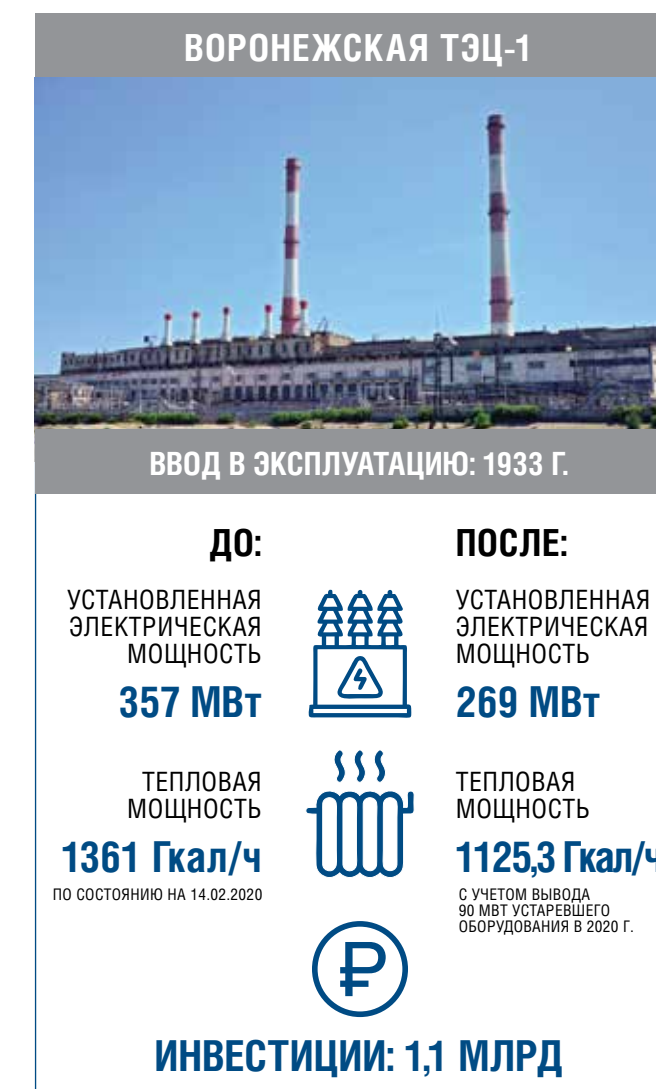 ВОРОНЕЖСКАЯ ТЭЦ-1
ВВОД В ЭКСПЛУАТАЦИЮ: 1933 Г.
ДО:
УСТАНОВЛЕННАЯ
ЭЛЕКТРИЧЕСКАЯ
МОЩНОСТЬ
357 МВт
ТЕПЛОВАЯ
МОЩНОСТЬ
1361 Гкал/ч
ПО СОСТОЯНИЮ НА 14.02.2020
ПОСЛЕ:
УСТАНОВЛЕННАЯ
ЭЛЕКТРИЧЕСКАЯ
МОЩНОСТЬ
269 МВт
ТЕПЛОВАЯ
МОЩНОСТЬ
1125,3 Гкал/ч
С УЧЕТОМ ВЫВОДА
90 МВТ УСТАРЕВШЕГО
ОБОРУДОВАНИЯ В 2020 Г.
₽
ИНВЕСТИЦИИ: 1,1 МЛРД